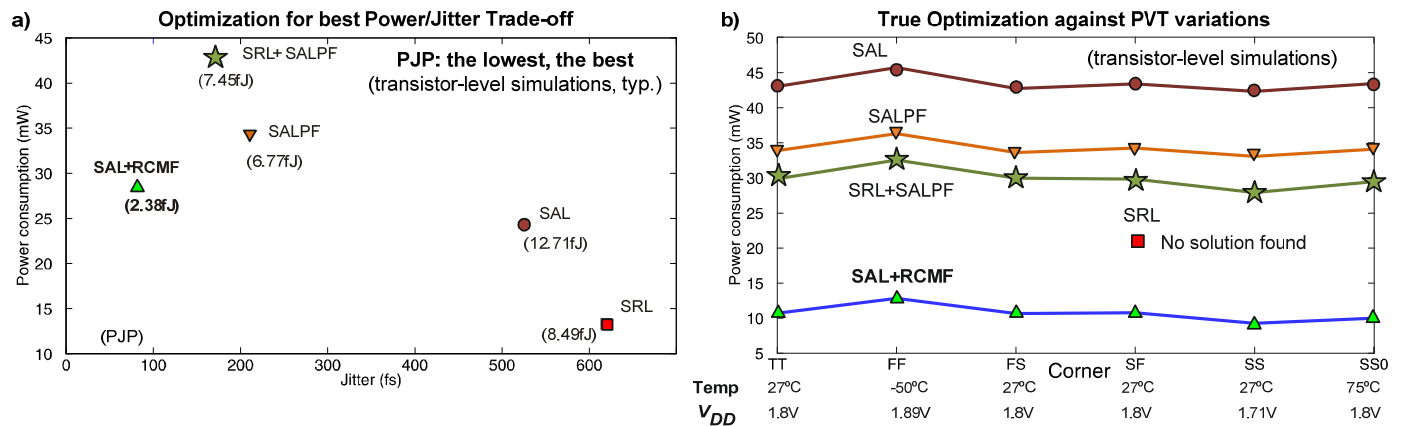 a) Optimization for best Power/Jitter Trade-off
Power consumption (mW)
45
40
35
30
25
20
15
10
SRL+SALPF
(7.45fJ)
PJP: the lowest, the best
(transistor-level simulations, typ.)
SALPF
(6.77fJ)
SAL+RCMF
(2.38fJ)
SAL
(12.71fJ)
SRL
(8.49fJ)
(PJP)
0 100 200 300 400 500 600
Jitter (fs)
b) True Optimization against PVT variations
Power consumption (mW)
50
45
40
35
30
25
20
15
10
5
SAL
(transistor-level simulations)
SALPF
SRL+SALPF
SRL
No solution found
SAL+RCMF
TT FF FS SF SS SS0
Corner
Temp 27ºC -50ºC 27ºC 27ºC 27ºC 75ºC
VDD 1.8V 1.89V 1.8V 1.8V 1.71V 1.8V